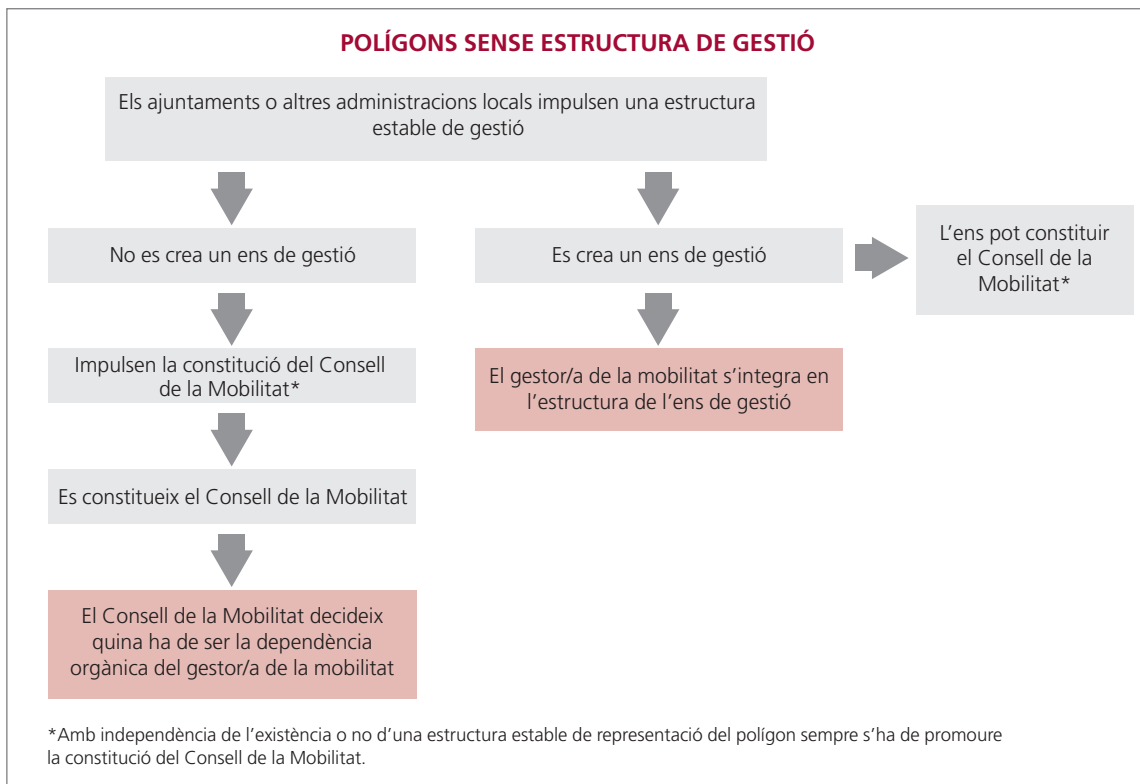 POLÍGONS SENSE ESTRUCTURA DE GESTIÓ
Els ajuntaments o altres administracions locals impulsen una estructura
estable de gestió
No es crea un ens de gestió
Es crea un ens de gestió
L’ens pot constituir
el Consell de la
Mobilitat*
Impulsen la constitució del Consell
de la Mobilitat*
El gestor/a de la mobilitat s’integra en
l’estructura de l’ens de gestió
Es constitueix el Consell de la Mobilitat
El Consell de la Mobilitat decideix
quina ha de ser la dependència
orgànica del gestor/a de la mobilitat
*Amb independència de l’existència o no d’una estructura estable de representació del polígon sempre s’ha de promoure
la constitució del Consell de la Mobilitat.